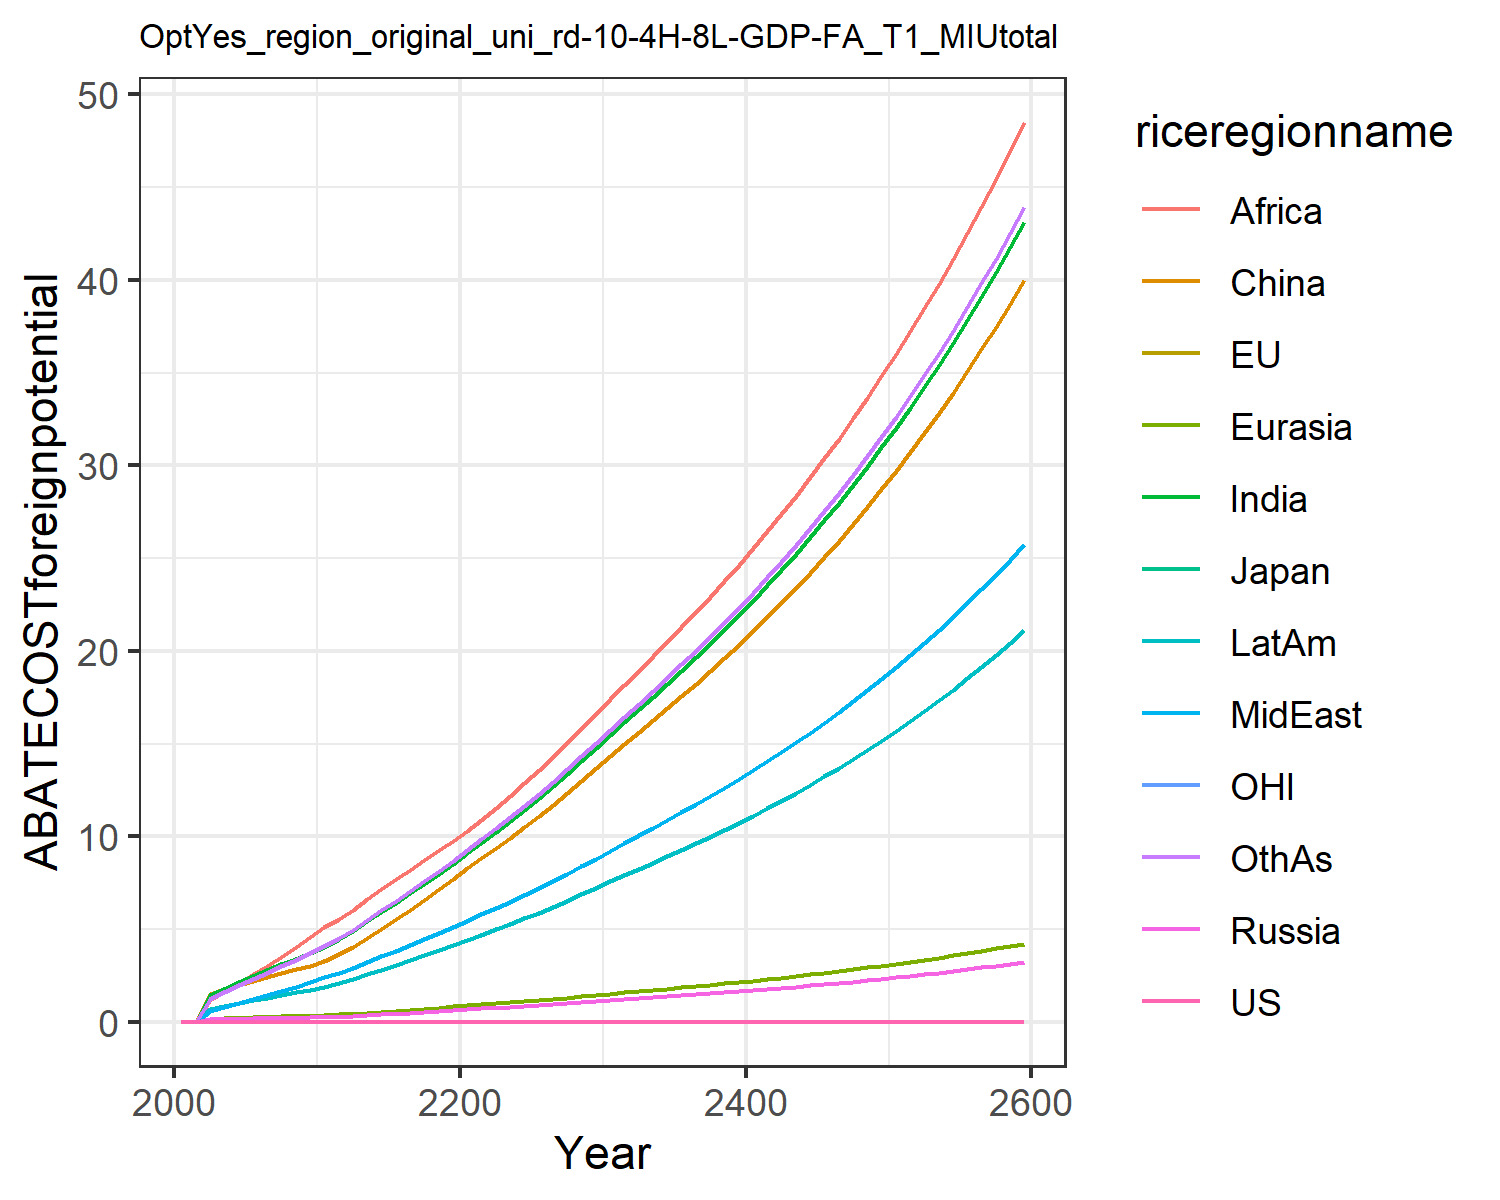 OptYes_region_original_uni_rd-10-4H-8L-GDP-FA_T1_MIUtotal
ABATECOSTforeignpotential
50
40
30
20
10
0
2000
2200
2400
2600
Year
riceregionname
Africa
China
EU
Eurasia
India
Japan
LatAm
MidEast
OHI
OthAs
Russia
US